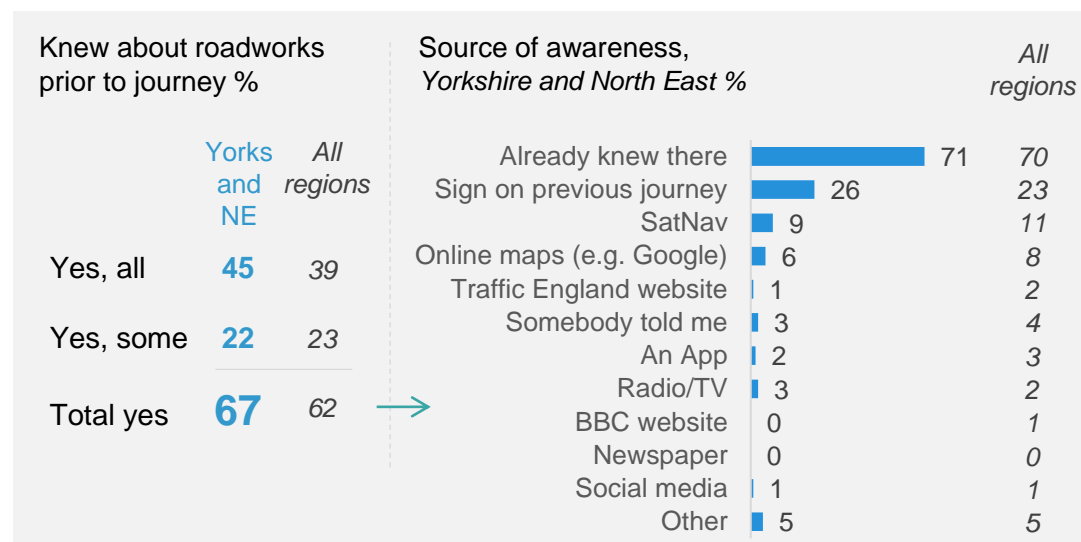 Knew about roadworks
prior to journey %
Yorks
and
NE
All
regions
Yes, all 45 39
Yes, some 22 23
Total yes 67 62
Source of awareness,
Yorkshire and North East %
All
regions
Already knew there 71 70
Sign on previous journey 26 23
SatNav 9 11
Online maps (e.g. Google) 6 8
Traffic England website 1 2
Somebody told me 3 4
An App 2 3
Radio/TV 3 2
BBC website 0 1
Newspaper 0 0
Social media 1 1
Other 5 5